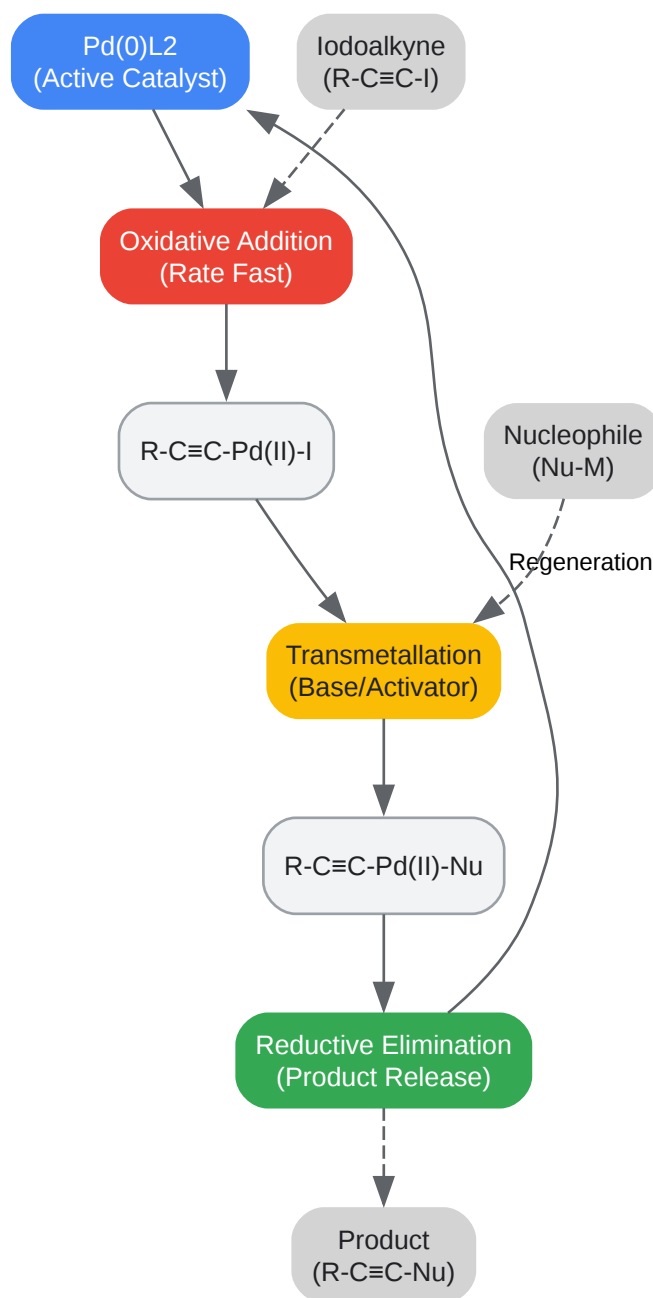 Pd(0)L2
(Active Catalyst)
Iodoalkyne
(R-C≡C-I)
Oxidative Addition
(Rate Fast)
R-C≡C-Pd(II)-I
Nucleophile
(Nu-M)
Regeneration
Transmetallation
(Base/Activator)
R-C≡C-Pd(II)-Nu
Reductive Elimination
(Product Release)
Product
(R-C≡C-Nu)